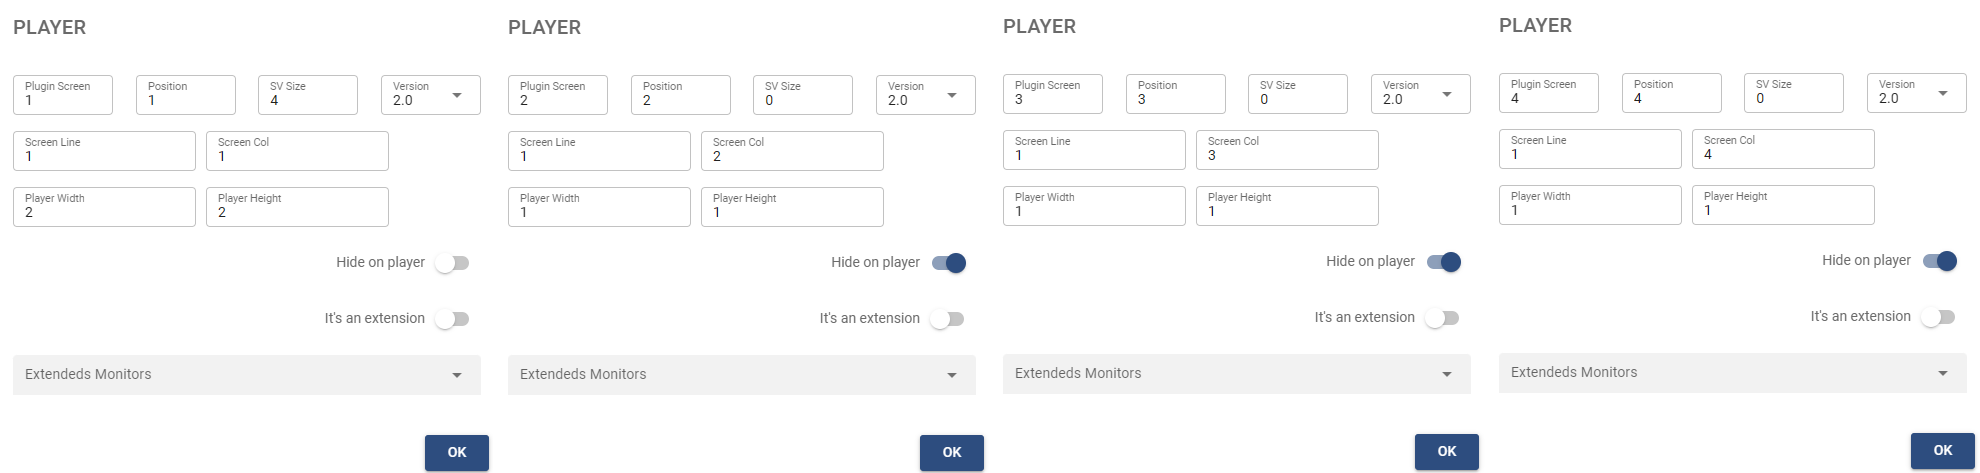 PLAYER
Plugin Screen Position SV Size Version
1 1 4 2.0
Screen Line Screen Col
1 1
Player Width Player Height
2 2
Hide on player
It's an extension
Extendeds Monitors
OK
PLAYER
Plugin Screen Position SV Size Version
2 2 0 2.0
Screen Line Screen Col
1 2
Player Width Player Height
1 1
Hide on player
It's an extension
Extendeds Monitors
OK
PLAYER
Plugin Screen Position SV Size Version
3 3 0 2.0
Screen Line Screen Col
1 3
Player Width Player Height
1 1
Hide on player
It's an extension
Extendeds Monitors
OK
PLAYER
Plugin Screen Position SV Size Version
4 4 0 2.0
Screen Line Screen Col
1 4
Player Width Player Height
1 1
Hide on player
It's an extension
Extendeds Monitors
OK